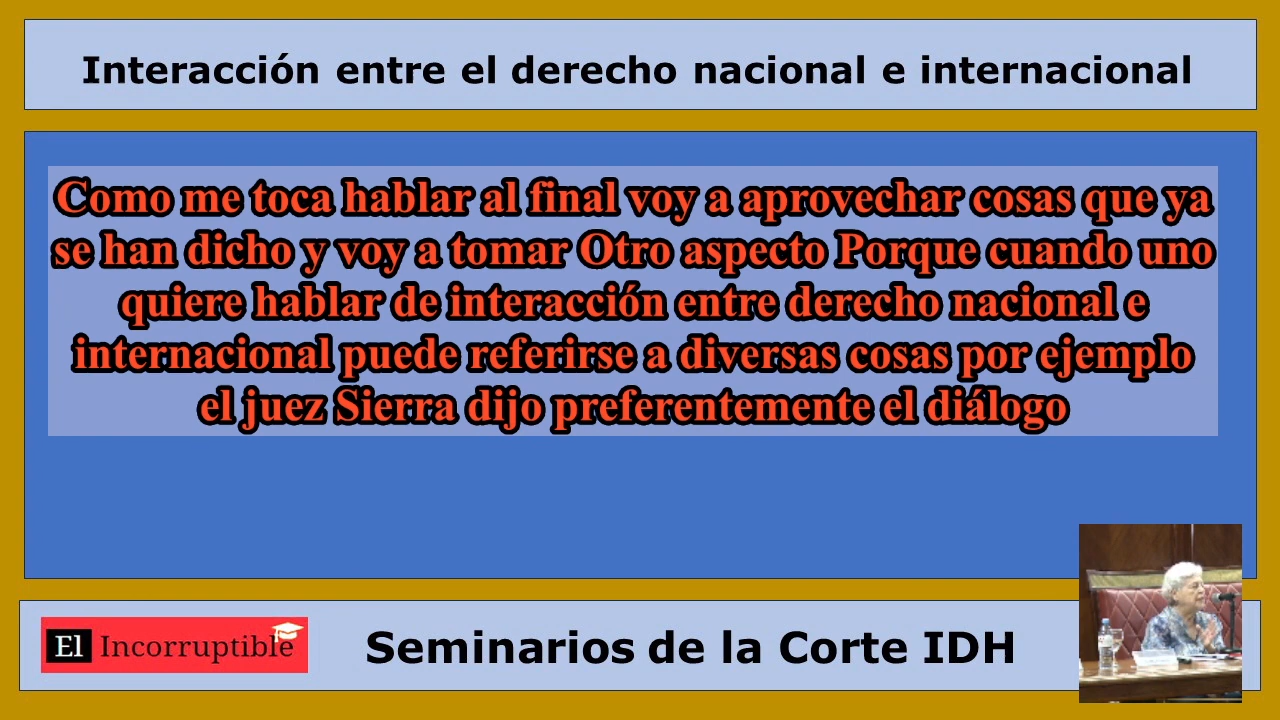 Interacción entre el derecho nacional e internacional
Como me toca hablar al final voy a aprovechar cosas que ya
se han dicho y voy a tomar Otro aspecto Porque cuando uno
quiere hablar de interacción entre derecho nacional e
internacional puede referirse a diversas cosas por ejemplo
el juez Sierra dijo preferentemente el diálogo
El Incorruptible
Seminarios de la Corte IDH